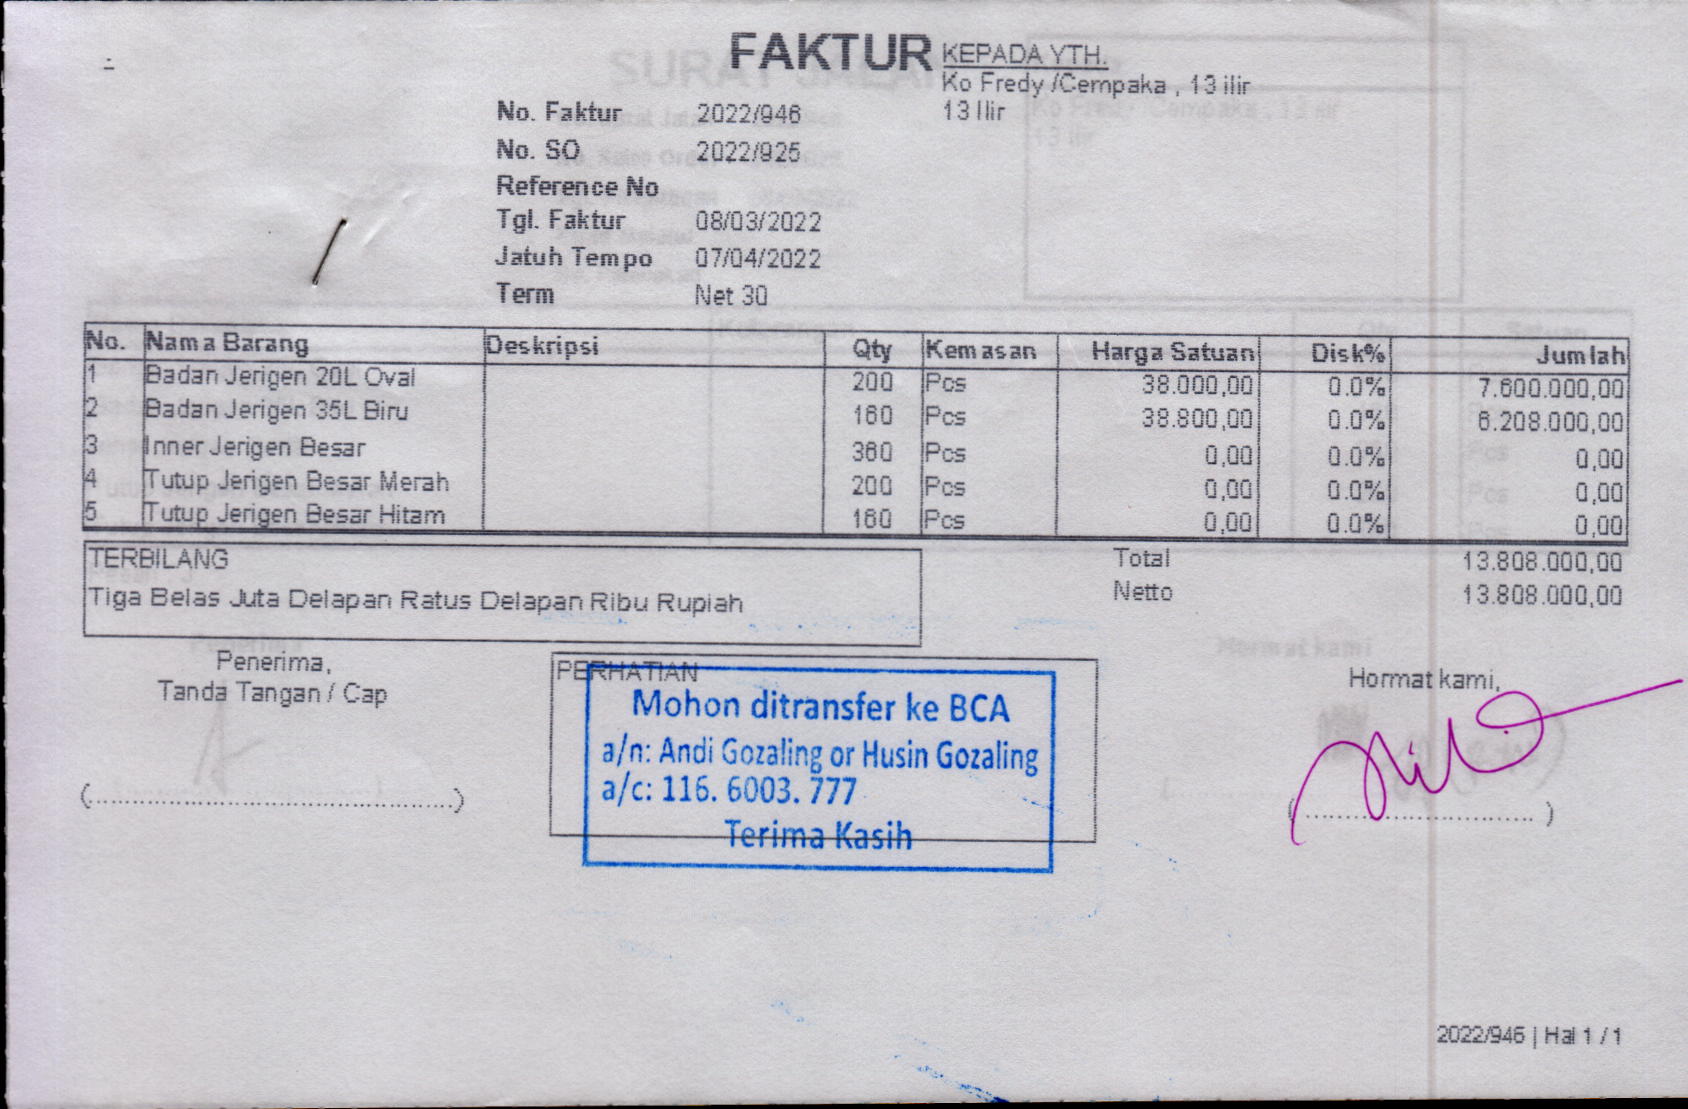 FAKTUR
KEPADA YTH.
Ko Fredy /Cempaka , 13 ilir
13 Ilir
No. Faktur 2022/946
No. SO 2022/925
Reference No
Tgl. Faktur 08/03/2022
Jatuh Tempo 07/04/2022
Term Net 30
No. Nama Barang Deskripsi Qty Kemasan Harga Satuan Disk% Jumlah
1 Badan Jerigen 20L Oval 200 Pcs 38.000,00 0.0% 7.600.000,00
2 Badan Jerigen 35L Biru 160 Pcs 38.800,00 0.0% 6.208.000,00
3 Inner Jerigen Besar 360 Pcs 0,00 0.0% 0,00
4 Tutup Jerigen Besar Merah 200 Pcs 0,00 0.0% 0,00
5 Tutup Jerigen Besar Hitam 160 Pcs 0,00 0.0% 0,00
TERBILANG
Tiga Belas Juta Delapan Ratus Delapan Ribu Rupiah
Total 13.808.000,00
Netto 13.808.000,00
Penerima,
Tanda Tangan / Cap
(..............................................)
PERHATIAN
Mohon ditransfer ke BCA
a/n: Andi Gozaling or Husin Gozaling
a/c: 116. 6003. 777
Terima Kasih
Hormat kami,
(..............................)
2022/946 | Hal 1 / 1